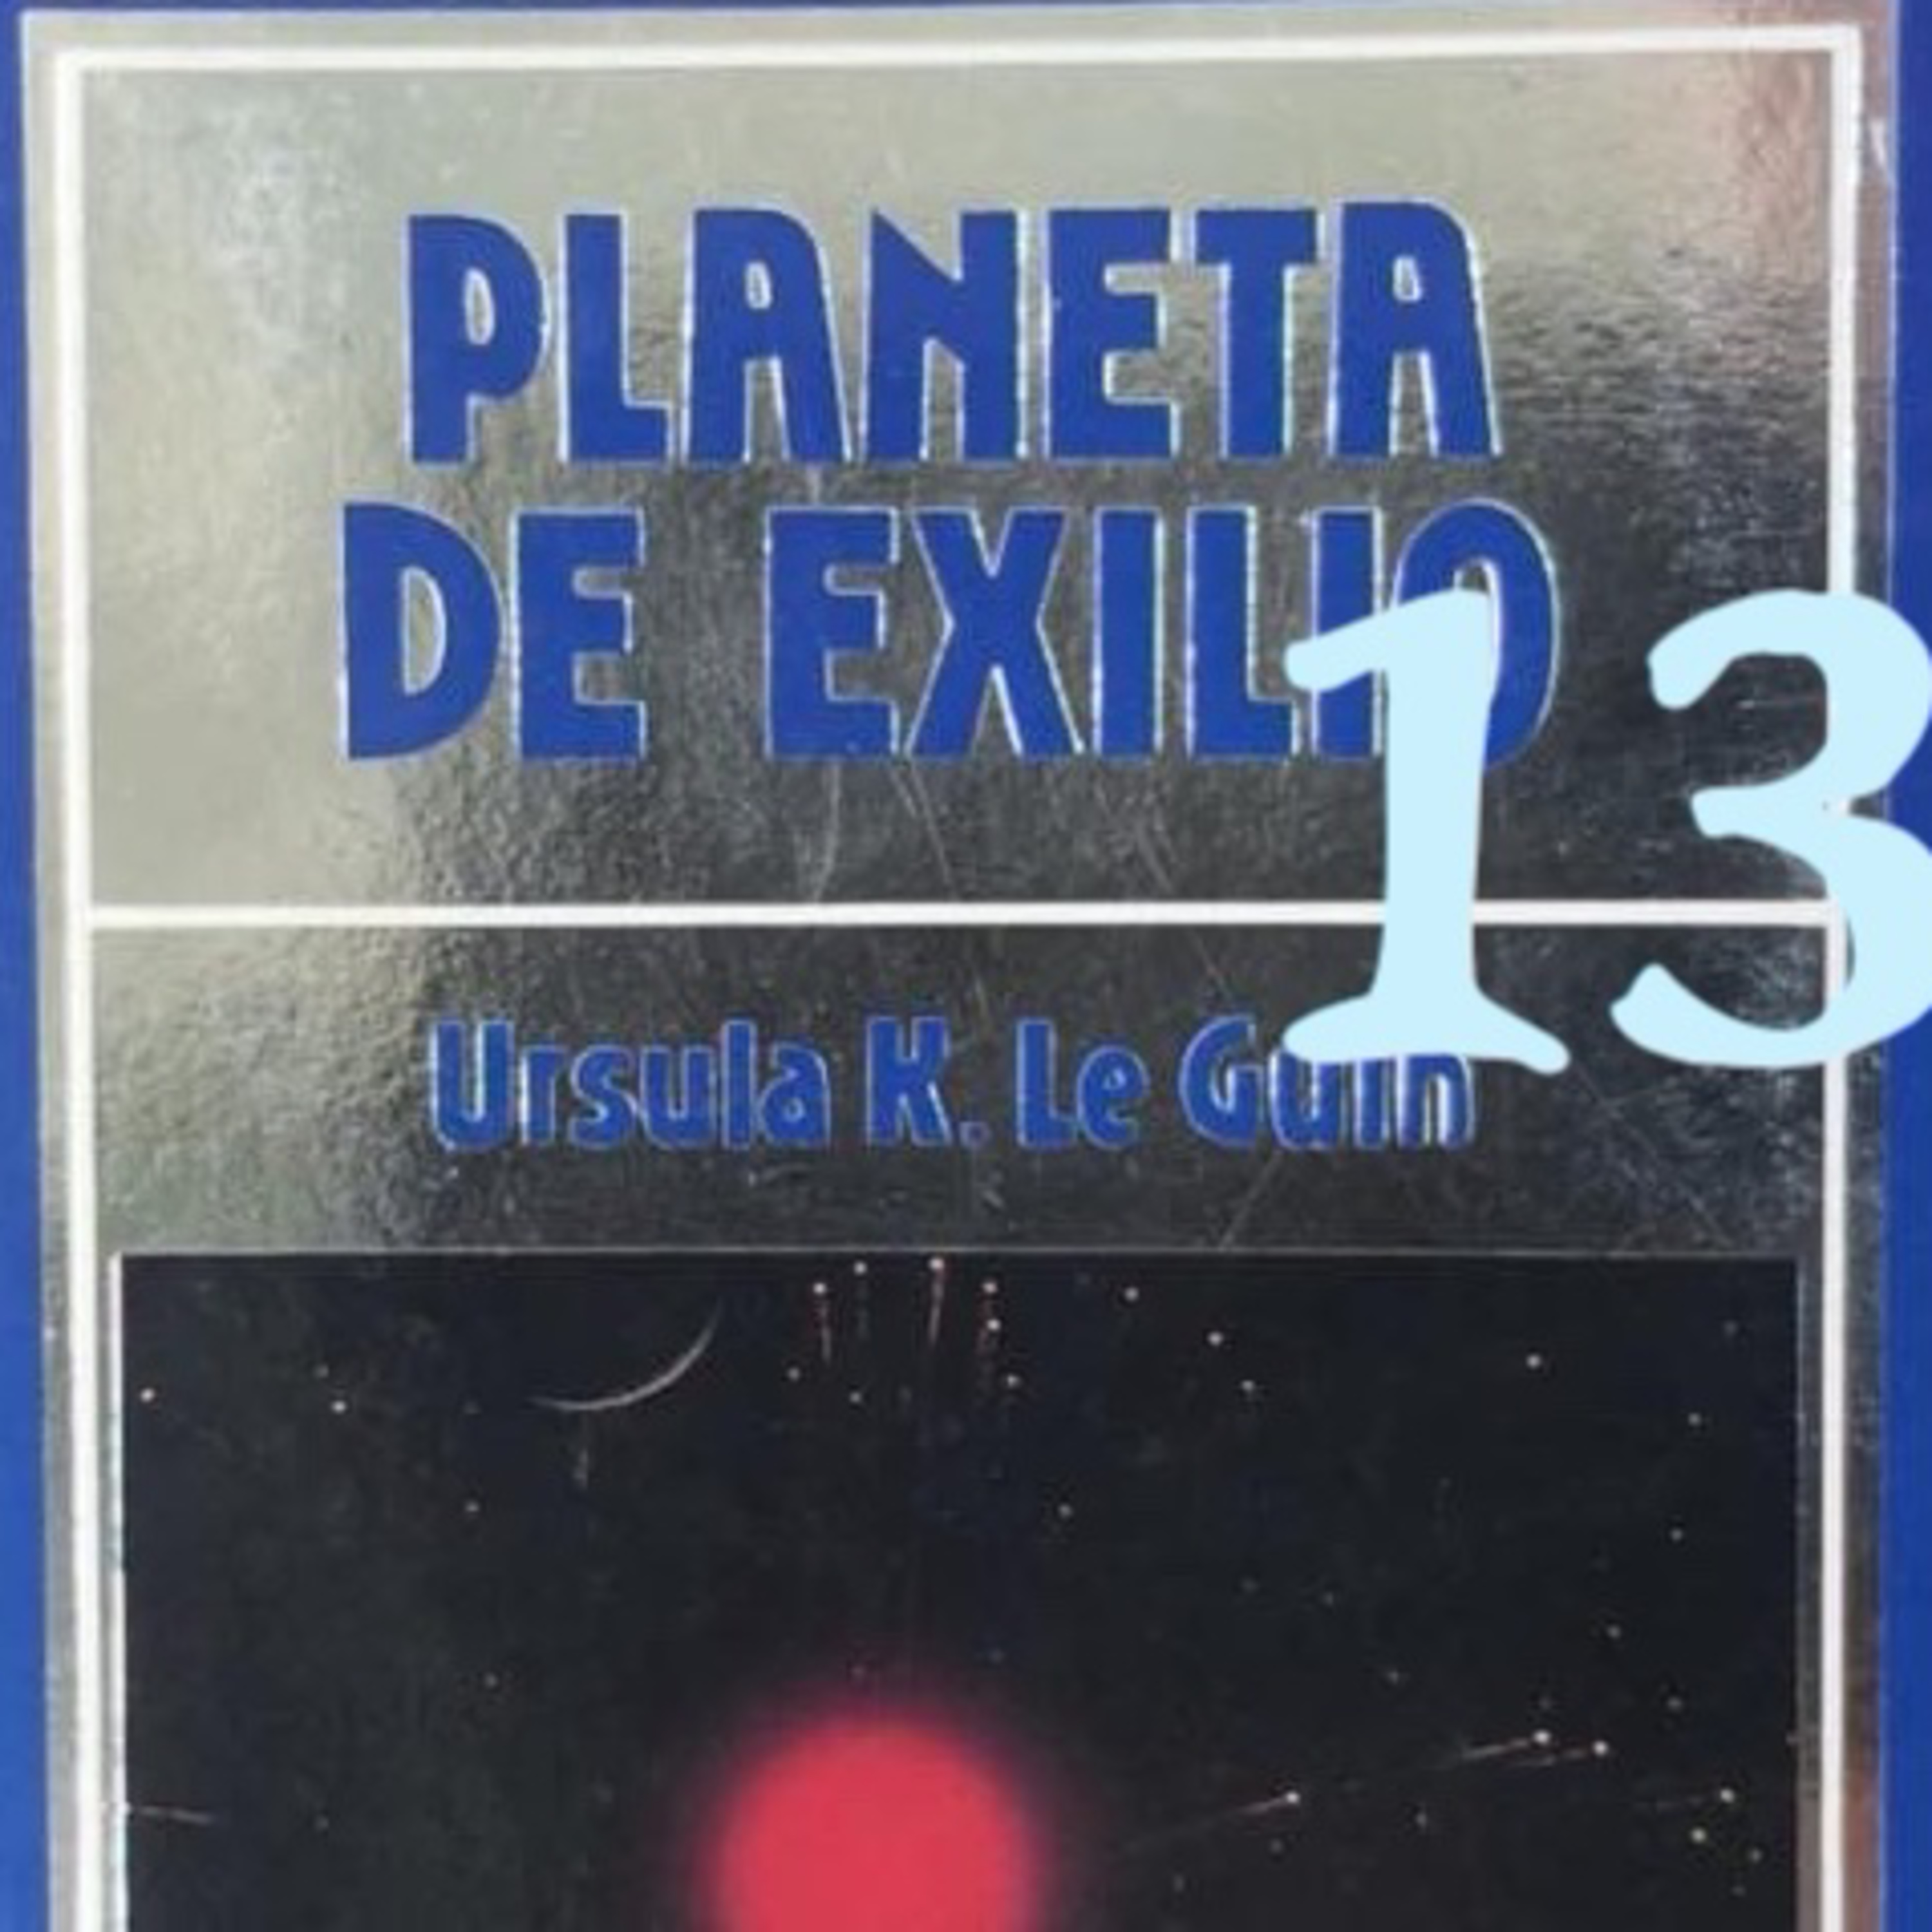 PLANETA
DE EXILIO
13
Ursula K. Le Guin